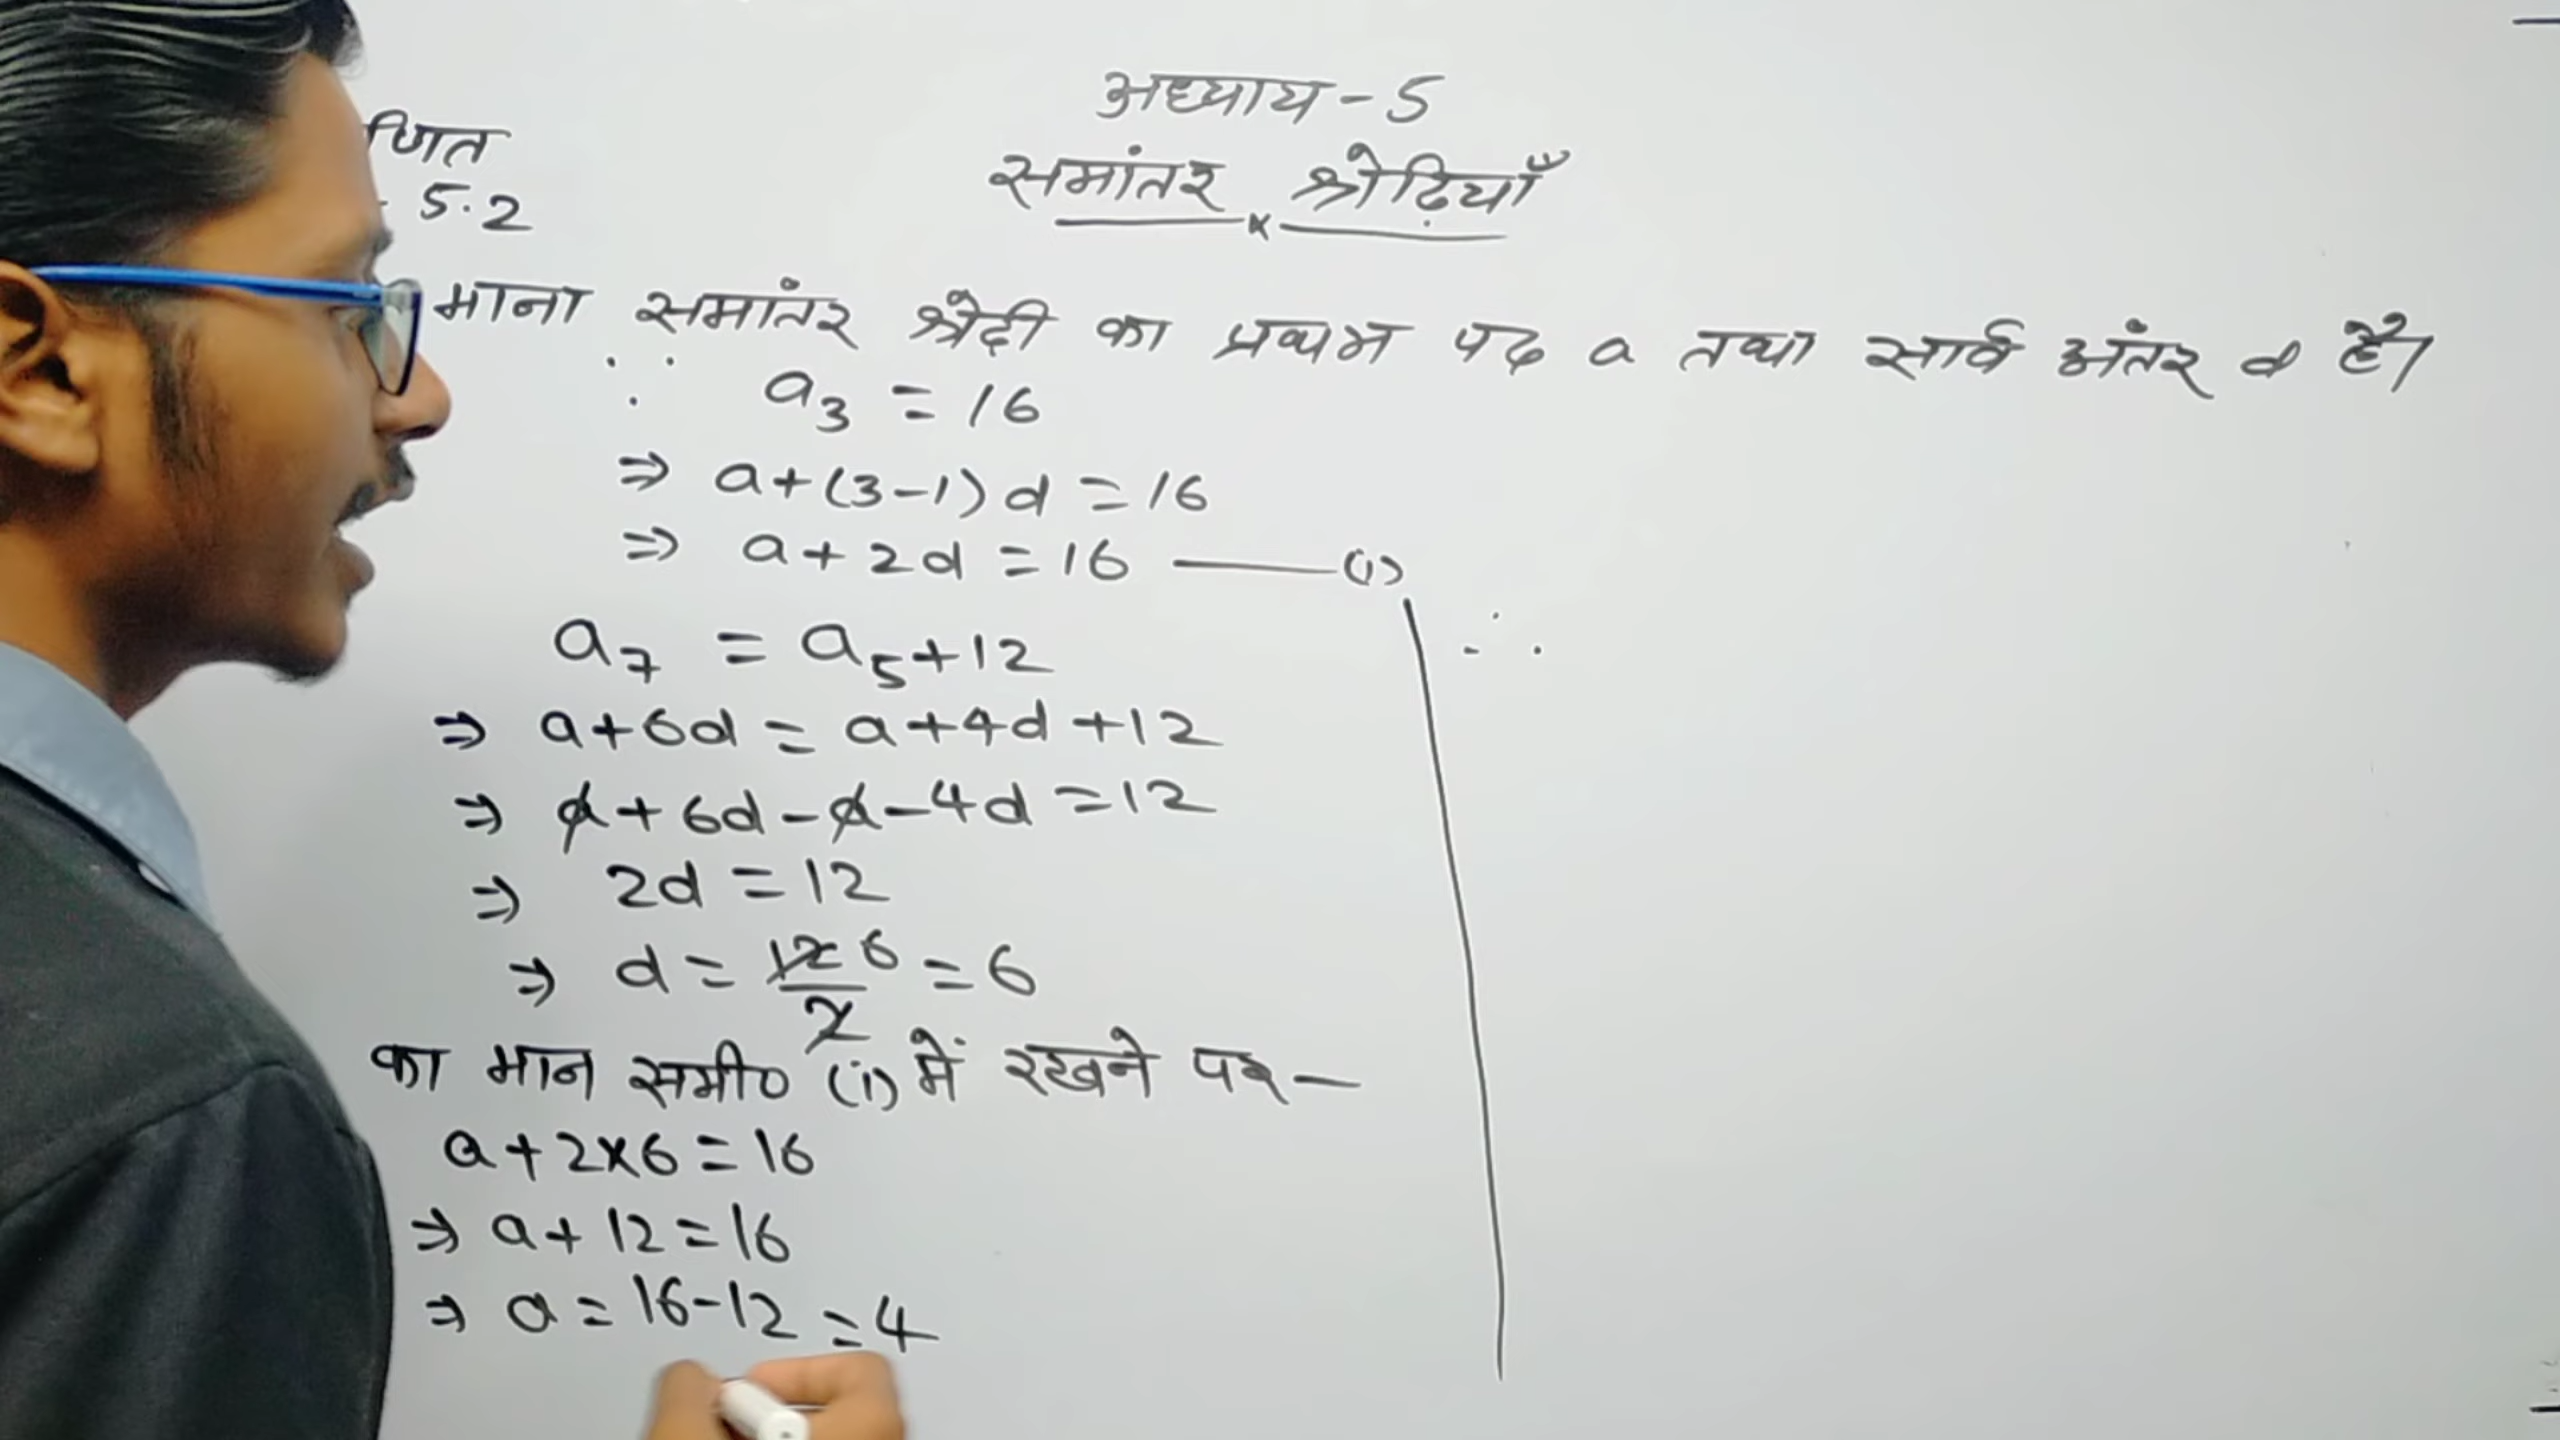 अध्याय-5
समांतर श्रेढ़ियाँ
5.2
माना समांतर श्रेढी का प्रथम पद a तथा सार्व अंतर d है।
∵ a₃ = 16
⇒ a+(3-1)d = 16
⇒ a+2d = 16 ——(i)
a₇ = a₅+12
⇒ a+6d = a+4d+12
⇒ a+6d-a-4d = 12
⇒ 2d = 12
⇒ d = 12/2 6 = 6
का मान समी० (i) में रखने पर—
a+2×6 = 16
⇒ a+12 = 16
⇒ a = 16-12 = 4
∴